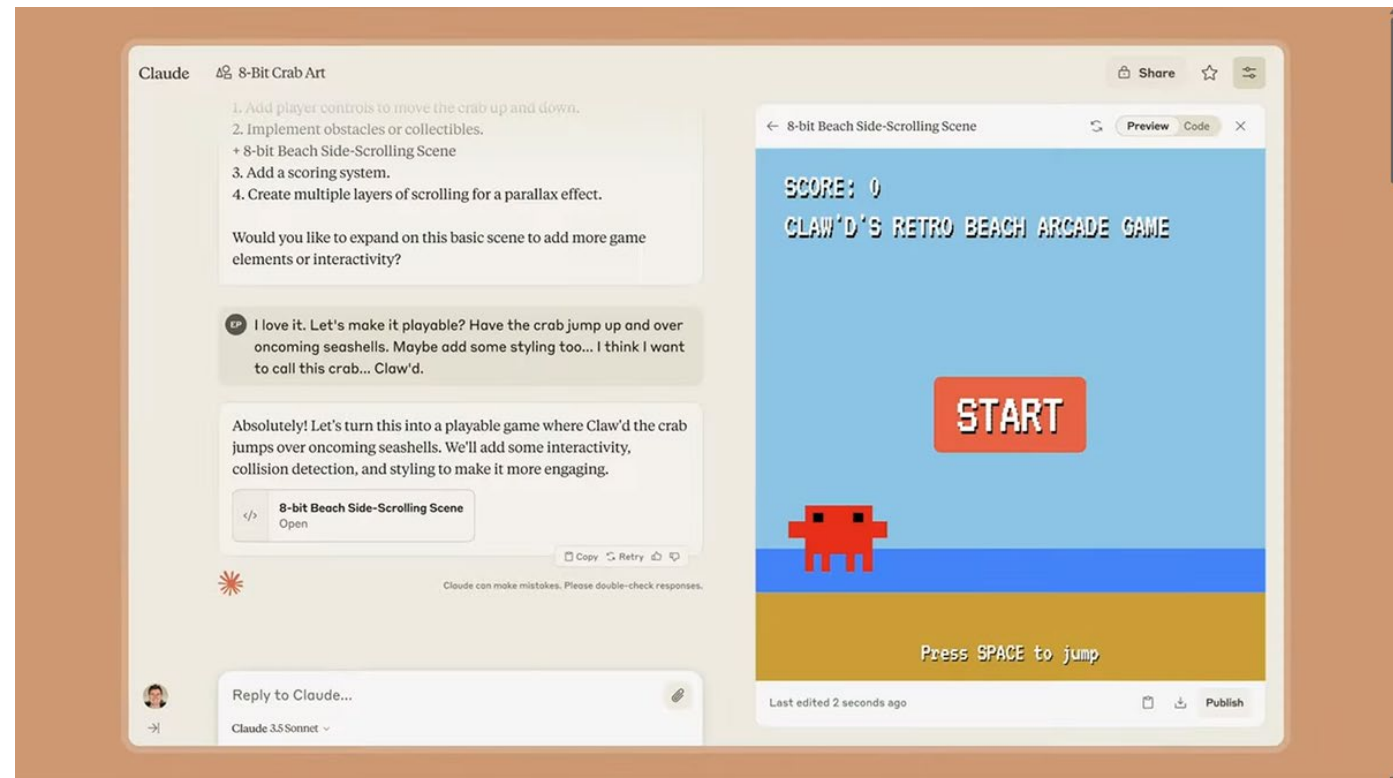 Claude
8-Bit Crab Art
Share
1. Add player controls to move the crab up and down.
2. Implement obstacles or collectibles.
+ 8-bit Beach Side-Scrolling Scene
3. Add a scoring system.
4. Create multiple layers of scrolling for a parallax effect.
Would you like to expand on this basic scene to add more game
elements or interactivity?
EP
I love it. Let's make it playable? Have the crab jump up and over
oncoming seashells. Maybe add some styling too... I think I want
to call this crab... Claw'd.
Absolutely! Let's turn this into a playable game where Claw'd the crab
jumps over oncoming seashells. We'll add some interactivity,
collision detection, and styling to make it more engaging.
</>
8-bit Beach Side-Scrolling Scene
Open
Copy Retry
Claude can make mistakes. Please double-check responses.
Reply to Claude...
Claude 3.5 Sonnet
8-bit Beach Side-Scrolling Scene
Preview Code
SCORE: 0
CLAW'D'S RETRO BEACH ARCADE GAME
START
Press SPACE to jump
Last edited 2 seconds ago
Publish